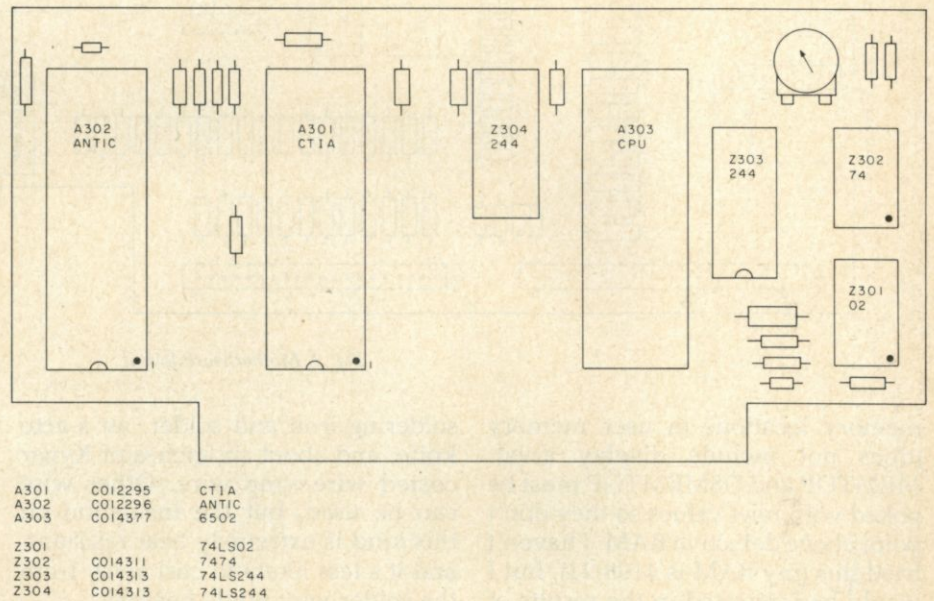 A302
ANTIC
A301
CTIA
Z304
244
A303
CPU
Z303
244
Z302
74
Z301
02
A301 C012295 CTIA
A302 C012296 ANTIC
A303 C014377 6502
Z301 74LS02
Z302 C014311 7474
Z303 C014313 74LS244
Z304 C014313 74LS244